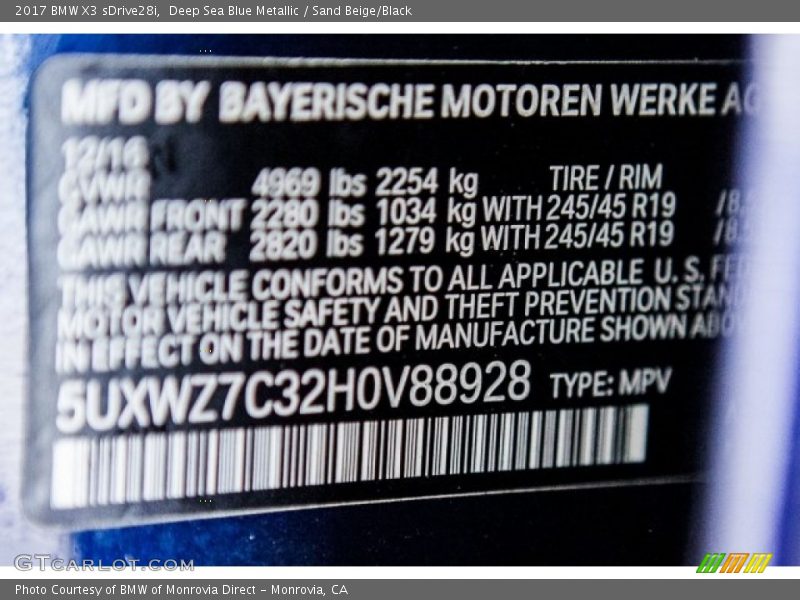 2017 BMW X3 sDrive28i, Deep Sea Blue Metallic / Sand Beige/Black
MFD BY BAYERISCHE MOTOREN WERKE AG
12/16
GVWR 4969 lbs 2254 kg TIRE / RIM
GAWR FRONT 2280 lbs 1034 kg WITH 245/45 R19
GAWR REAR 2820 lbs 1279 kg WITH 245/45 R19
THIS VEHICLE CONFORMS TO ALL APPLICABLE U. S.
MOTOR VEHICLE SAFETY AND THEFT PREVENTION
IN EFFECT ON THE DATE OF MANUFACTURE SHOWN
5UXWZ7C32H0V88928 TYPE: MPV
GTCARLOT.COM
Photo Courtesy of BMW of Monrovia Direct - Monrovia, CA